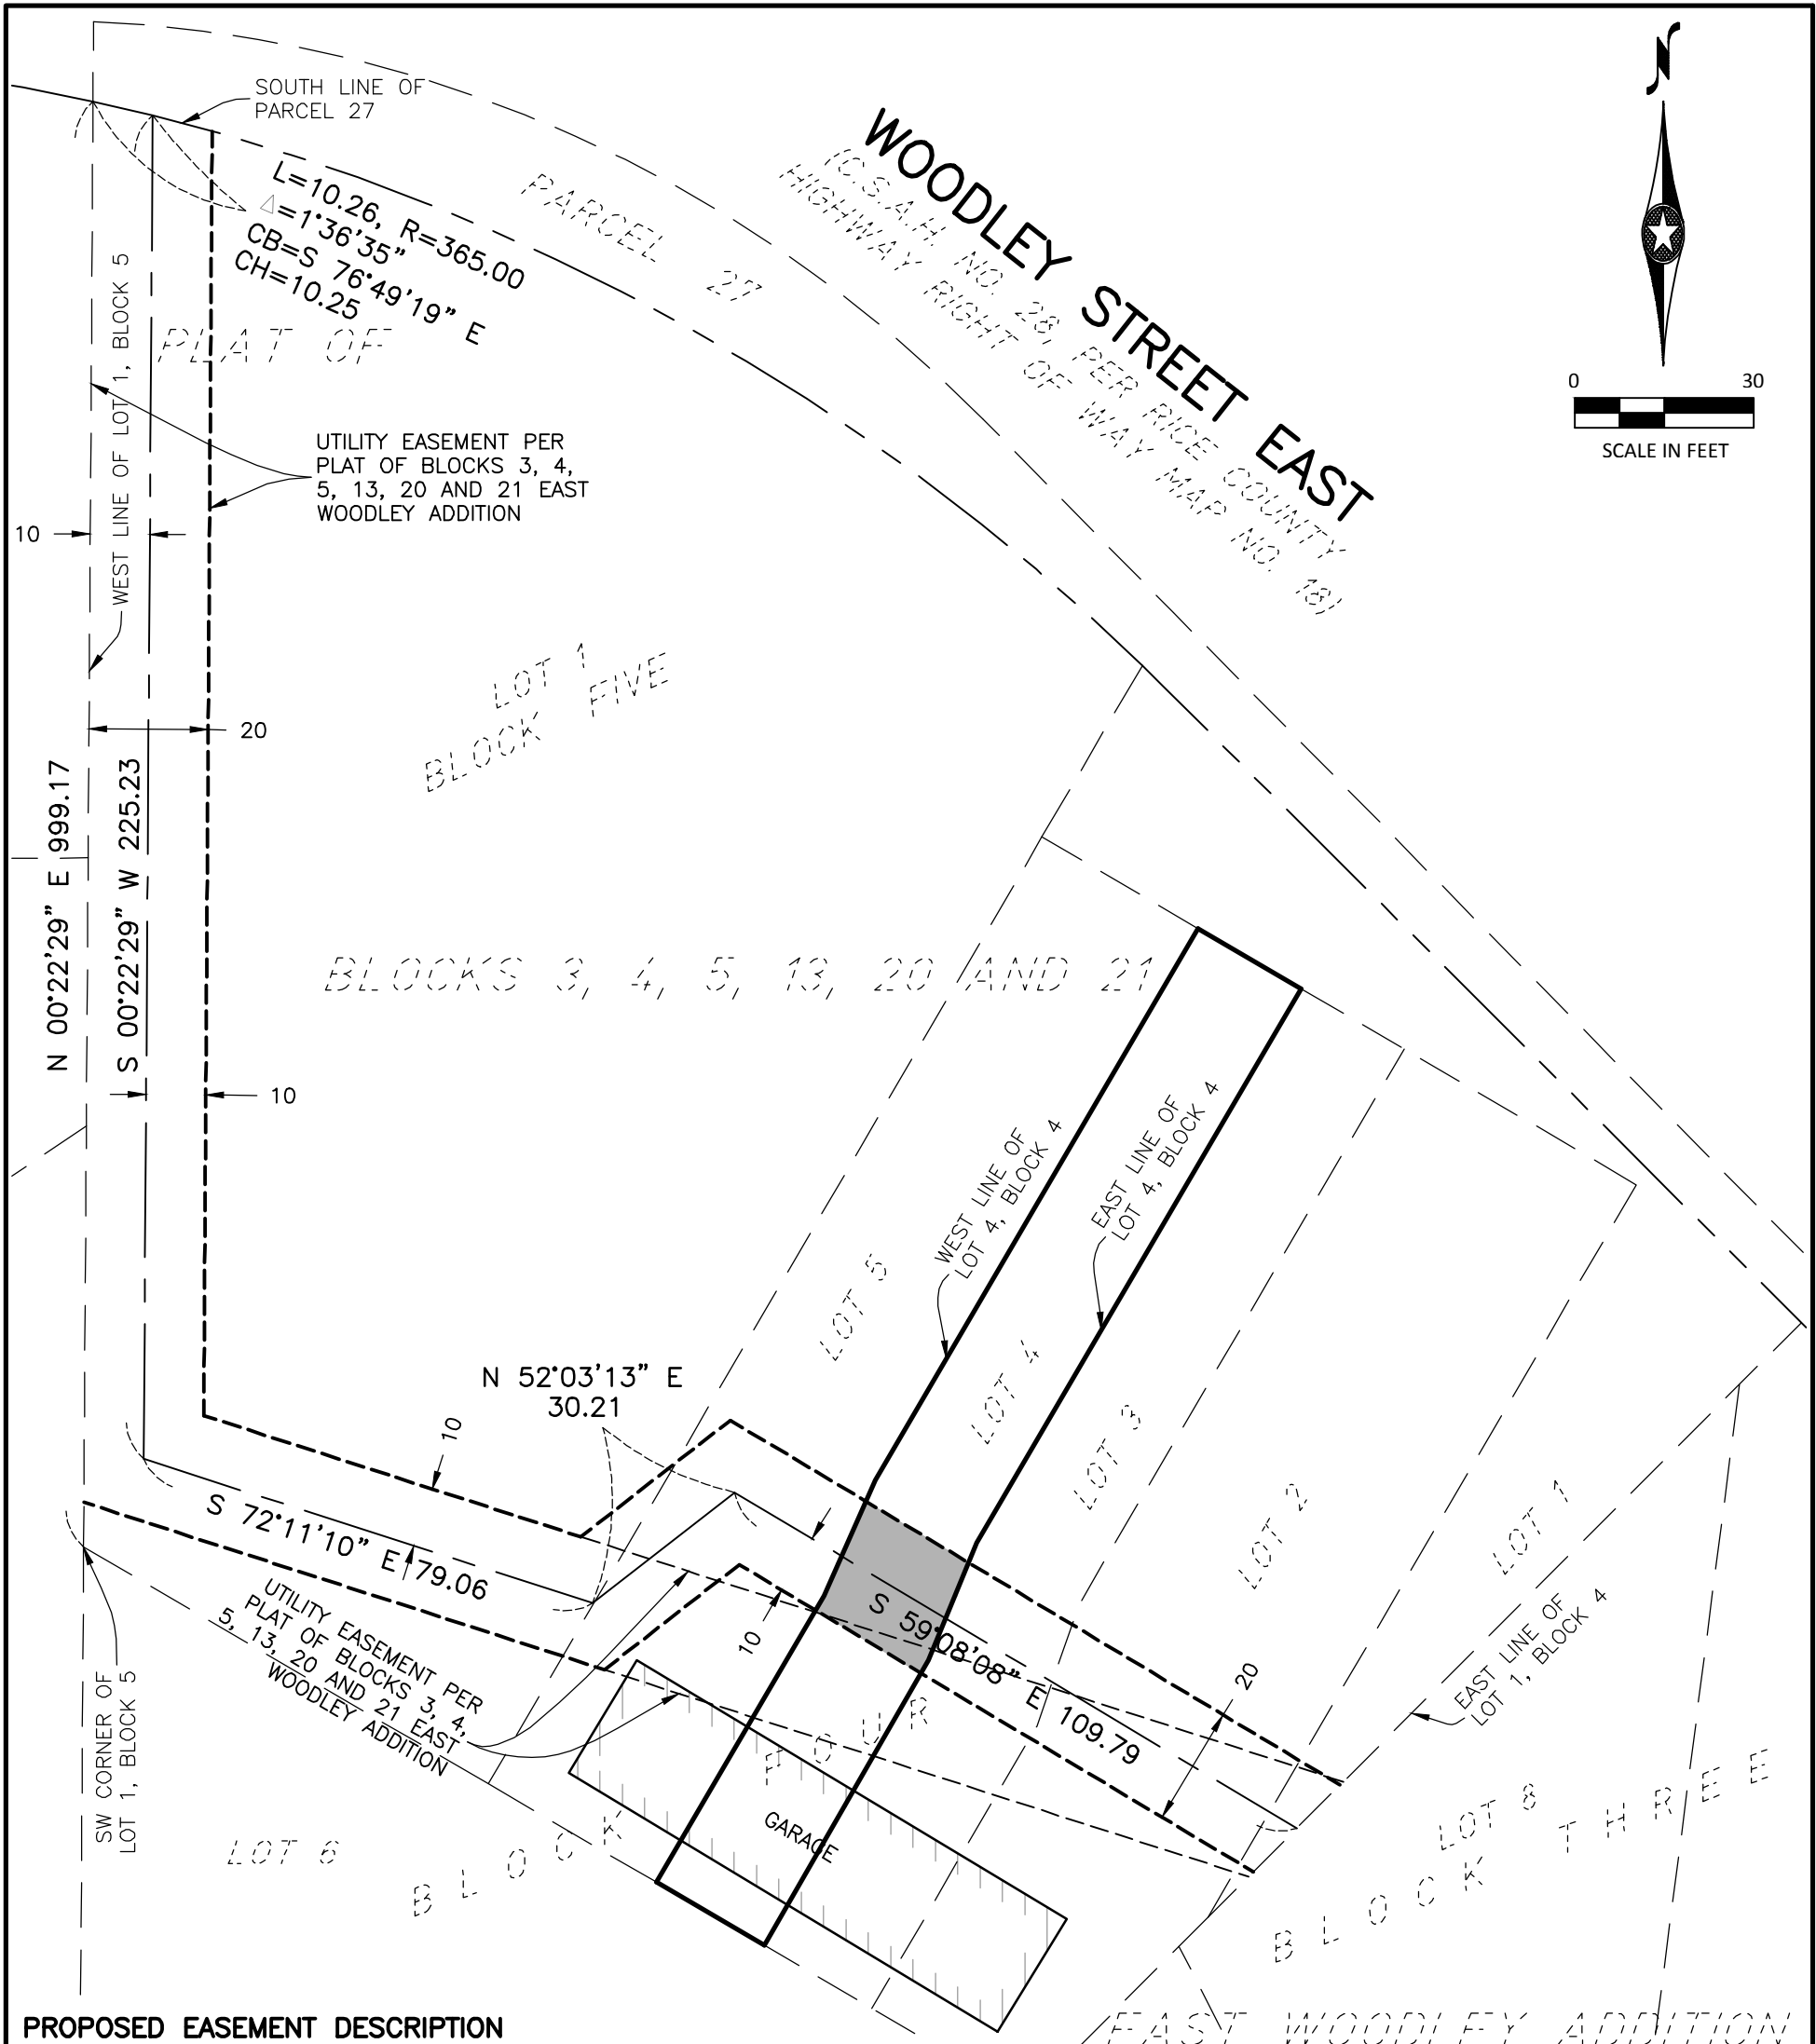 SOUTH LINE OF
PARCEL 27
WOODLEY STREET EAST
(C.S.A.H. NO. 28, PER RICE COUNTY
HIGHWAY RIGHT OF WAY MAP NO. 18)
N
0 30
SCALE IN FEET
L=10.26, R=365.00
△=1°36'35"
CB=S 76°49'19" E
CH=10.25
PARCEL 27
PLAT OF
WEST LINE OF LOT 1, BLOCK 5
UTILITY EASEMENT PER
PLAT OF BLOCKS 3, 4,
5, 13, 20 AND 21 EAST
WOODLEY ADDITION
10
LOT 1
BLOCK FIVE
20
N 00°22'29" E 999.17
S 00°22'29" W 225.23
BLOCKS 3, 4, 5, 13, 20 AND 21
10
WEST LINE OF
LOT 4, BLOCK 4
EAST LINE OF
LOT 4, BLOCK 4
LOT 5
LOT 4
LOT 3
LOT 2
LOT 1
N 52°03'13" E
30.21
10
S 72°11'10" E 79.06
UTILITY EASEMENT PER
PLAT OF BLOCKS 3, 4,
5, 13, 20 AND 21 EAST
WOODLEY ADDITION
10
S 59°08'08" E 109.79
20
EAST LINE OF
LOT 1, BLOCK 4
SW CORNER OF
LOT 1, BLOCK 5
GARAGE
LOT 6
BLOCK FOUR
LOT 8
BLOCK THREE
PROPOSED EASEMENT DESCRIPTION
EAST WOODLEY ADDITION